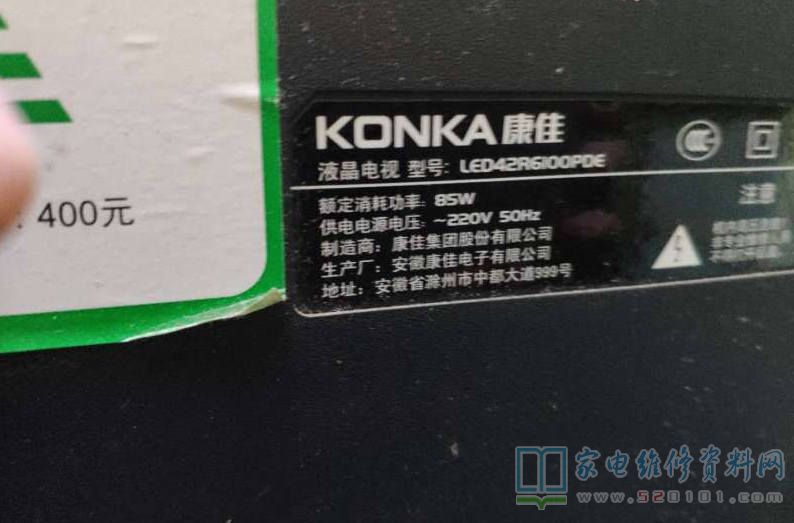 : 400元
KONKA康佳
液晶电视 型号: LED42R6100PDE
额定消耗功率: 85W
供电电源电压: ~220V 50Hz
制造商: 康佳集团股份有限公司
生产厂: 安徽康佳电子有限公司
地址: 安徽省滁州市中都大道999号
注意
家电维修资料网
www.520101.com